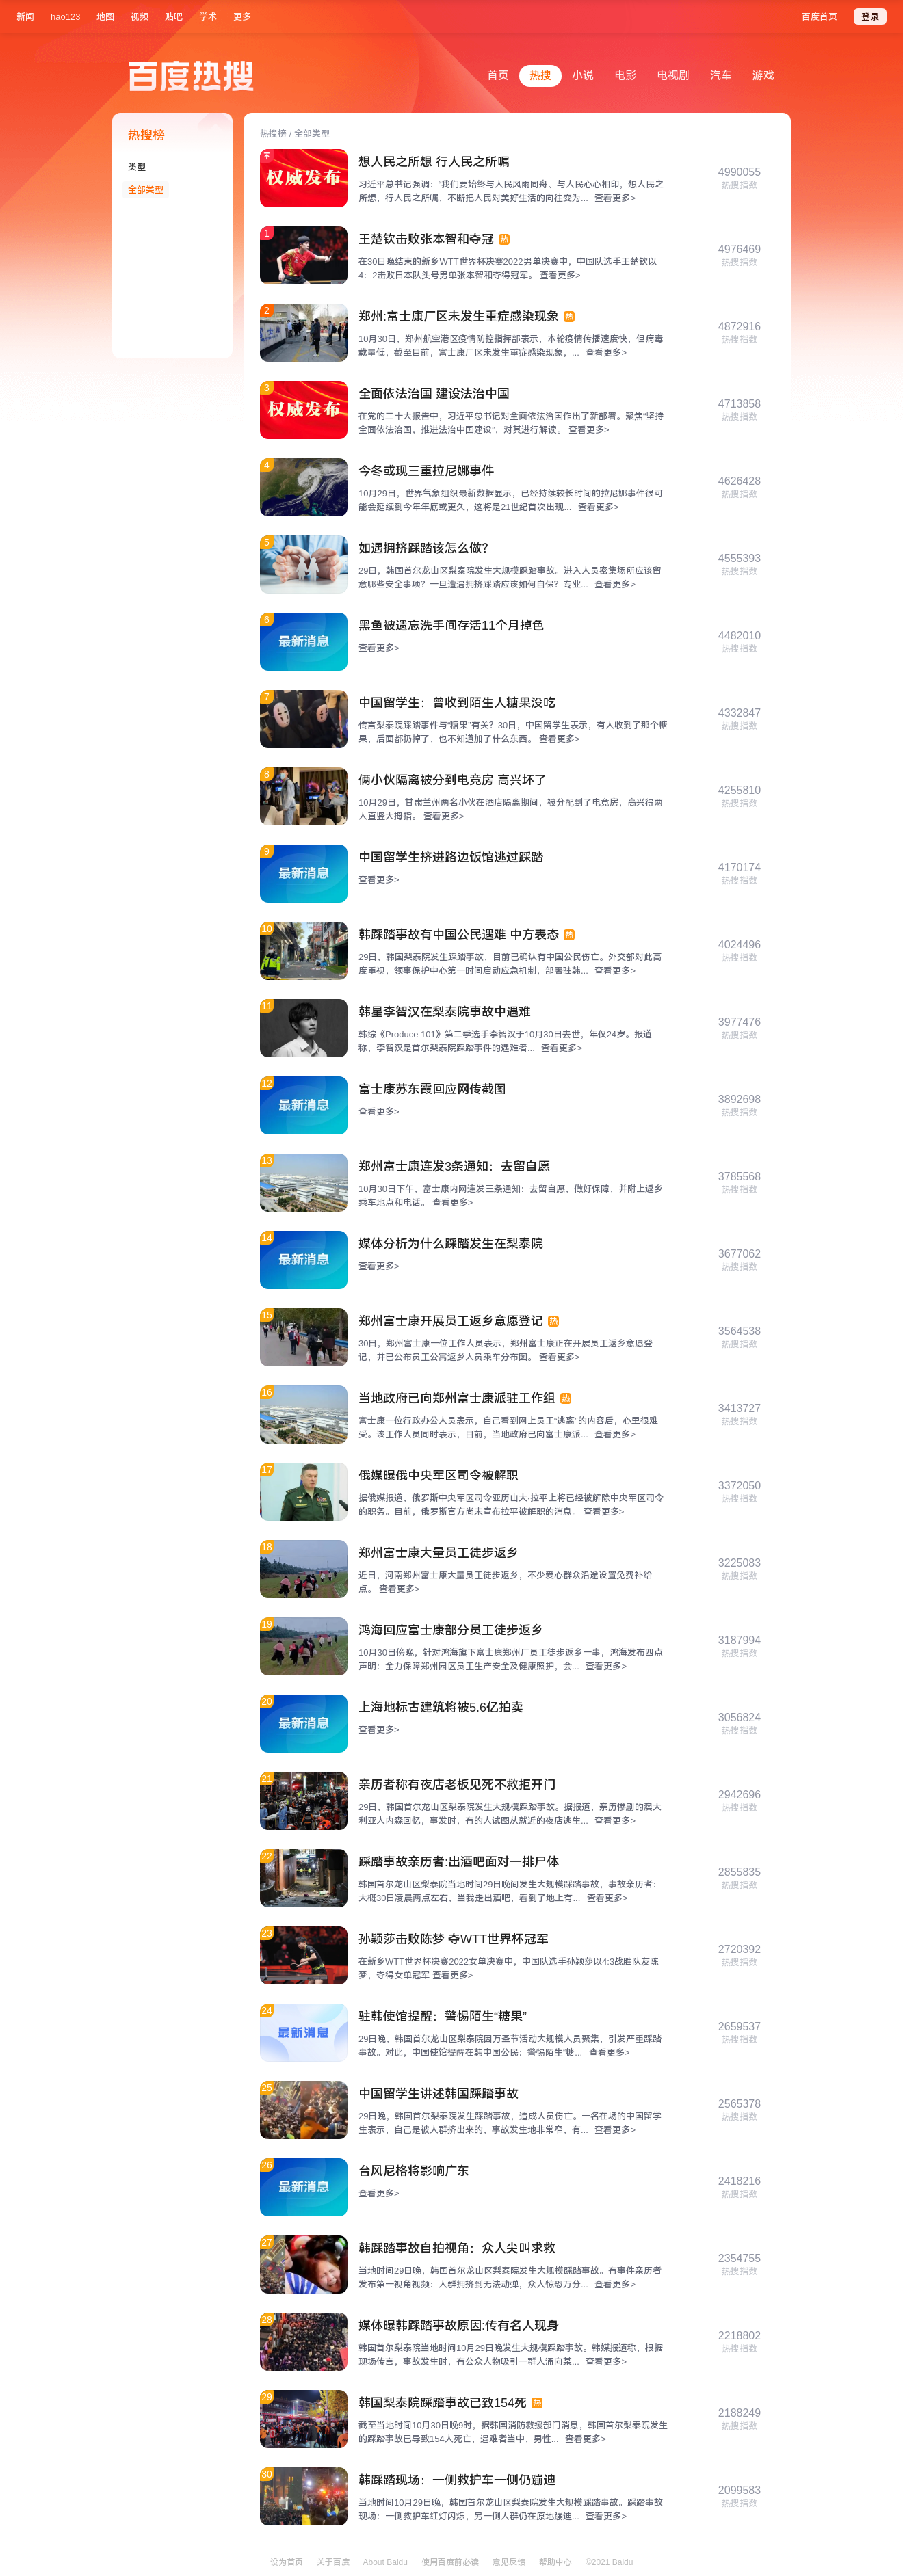 新闻 hao123 地图 视频 贴吧 学术 更多 百度首页 登录
百度热搜 首页 热搜 小说 电影 电视剧 汽车 游戏
热搜榜
类型
全部类型
热搜榜 / 全部类型
权威发布
想人民之所想 行人民之所嘱
习近平总书记强调：“我们要始终与人民风雨同舟、与人民心心相印，想人民之
所想，行人民之所嘱，不断把人民对美好生活的向往变为... 查看更多>
4990055
热搜指数
1
王楚钦击败张本智和夺冠 热
在30日晚结束的新乡WTT世界杯决赛2022男单决赛中，中国队选手王楚钦以
4：2击败日本队头号男单张本智和夺得冠军。 查看更多>
4976469
热搜指数
2
郑州:富士康厂区未发生重症感染现象 热
10月30日，郑州航空港区疫情防控指挥部表示，本轮疫情传播速度快，但病毒
载量低，截至目前，富士康厂区未发生重症感染现象，... 查看更多>
4872916
热搜指数
3
权威发布
全面依法治国 建设法治中国
在党的二十大报告中，习近平总书记对全面依法治国作出了新部署。聚焦“坚持
全面依法治国，推进法治中国建设”，对其进行解读。 查看更多>
4713858
热搜指数
4
今冬或现三重拉尼娜事件
10月29日，世界气象组织最新数据显示，已经持续较长时间的拉尼娜事件很可
能会延续到今年年底或更久，这将是21世纪首次出现... 查看更多>
4626428
热搜指数
5
如遇拥挤踩踏该怎么做？
29日，韩国首尔龙山区梨泰院发生大规模踩踏事故。进入人员密集场所应该留
意哪些安全事项？一旦遭遇拥挤踩踏应该如何自保？专业... 查看更多>
4555393
热搜指数
6
最新消息
黑鱼被遗忘洗手间存活11个月掉色
查看更多>
4482010
热搜指数
7
中国留学生：曾收到陌生人糖果没吃
传言梨泰院踩踏事件与“糖果”有关？30日，中国留学生表示，有人收到了那个糖
果，后面都扔掉了，也不知道加了什么东西。 查看更多>
4332847
热搜指数
8
俩小伙隔离被分到电竞房 高兴坏了
10月29日，甘肃兰州两名小伙在酒店隔离期间，被分配到了电竞房，高兴得两
人直竖大拇指。 查看更多>
4255810
热搜指数
9
最新消息
中国留学生挤进路边饭馆逃过踩踏
查看更多>
4170174
热搜指数
10
韩踩踏事故有中国公民遇难 中方表态 热
29日，韩国梨泰院发生踩踏事故，目前已确认有中国公民伤亡。外交部对此高
度重视，领事保护中心第一时间启动应急机制，部署驻韩... 查看更多>
4024496
热搜指数
11
韩星李智汉在梨泰院事故中遇难
韩综《Produce 101》第二季选手李智汉于10月30日去世，年仅24岁。报道
称，李智汉是首尔梨泰院踩踏事件的遇难者... 查看更多>
3977476
热搜指数
12
最新消息
富士康苏东霞回应网传截图
查看更多>
3892698
热搜指数
13
郑州富士康连发3条通知：去留自愿
10月30日下午，富士康内网连发三条通知：去留自愿，做好保障，并附上返乡
乘车地点和电话。 查看更多>
3785568
热搜指数
14
最新消息
媒体分析为什么踩踏发生在梨泰院
查看更多>
3677062
热搜指数
15
郑州富士康开展员工返乡意愿登记 热
30日，郑州富士康一位工作人员表示，郑州富士康正在开展员工返乡意愿登
记，并已公布员工公寓返乡人员乘车分布图。 查看更多>
3564538
热搜指数
16
当地政府已向郑州富士康派驻工作组 热
富士康一位行政办公人员表示，自己看到网上员工“逃离”的内容后，心里很难
受。该工作人员同时表示，目前，当地政府已向富士康派... 查看更多>
3413727
热搜指数
17
俄媒曝俄中央军区司令被解职
据俄媒报道，俄罗斯中央军区司令亚历山大·拉平上将已经被解除中央军区司令
的职务。目前，俄罗斯官方尚未宣布拉平被解职的消息。 查看更多>
3372050
热搜指数
18
郑州富士康大量员工徒步返乡
近日，河南郑州富士康大量员工徒步返乡，不少爱心群众沿途设置免费补给
点。 查看更多>
3225083
热搜指数
19
鸿海回应富士康部分员工徒步返乡
10月30日傍晚，针对鸿海旗下富士康郑州厂员工徒步返乡一事，鸿海发布四点
声明：全力保障郑州园区员工生产安全及健康照护，会... 查看更多>
3187994
热搜指数
20
最新消息
上海地标古建筑将被5.6亿拍卖
查看更多>
3056824
热搜指数
21
亲历者称有夜店老板见死不救拒开门
29日，韩国首尔龙山区梨泰院发生大规模踩踏事故。据报道，亲历惨剧的澳大
利亚人内森回忆，事发时，有的人试图从就近的夜店逃生... 查看更多>
2942696
热搜指数
22
踩踏事故亲历者:出酒吧面对一排尸体
韩国首尔龙山区梨泰院当地时间29日晚间发生大规模踩踏事故，事故亲历者：
大概30日凌晨两点左右，当我走出酒吧，看到了地上有... 查看更多>
2855835
热搜指数
23
孙颖莎击败陈梦 夺WTT世界杯冠军
在新乡WTT世界杯决赛2022女单决赛中，中国队选手孙颖莎以4:3战胜队友陈
梦，夺得女单冠军 查看更多>
2720392
热搜指数
24
最新消息
驻韩使馆提醒：警惕陌生“糖果”
29日晚，韩国首尔龙山区梨泰院因万圣节活动大规模人员聚集，引发严重踩踏
事故。对此，中国使馆提醒在韩中国公民：警惕陌生“糖... 查看更多>
2659537
热搜指数
25
中国留学生讲述韩国踩踏事故
29日晚，韩国首尔梨泰院发生踩踏事故，造成人员伤亡。一名在场的中国留学
生表示，自己是被人群挤出来的，事故发生地非常窄，有... 查看更多>
2565378
热搜指数
26
最新消息
台风尼格将影响广东
查看更多>
2418216
热搜指数
27
韩踩踏事故自拍视角：众人尖叫求救
当地时间29日晚，韩国首尔龙山区梨泰院发生大规模踩踏事故。有事件亲历者
发布第一视角视频：人群拥挤到无法动弹，众人惊恐万分... 查看更多>
2354755
热搜指数
28
媒体曝韩踩踏事故原因:传有名人现身
韩国首尔梨泰院当地时间10月29日晚发生大规模踩踏事故。韩媒报道称，根据
现场传言，事故发生时，有公众人物吸引一群人涌向某... 查看更多>
2218802
热搜指数
29
韩国梨泰院踩踏事故已致154死 热
截至当地时间10月30日晚9时，据韩国消防救援部门消息，韩国首尔梨泰院发生
的踩踏事故已导致154人死亡，遇难者当中，男性... 查看更多>
2188249
热搜指数
30
韩踩踏现场：一侧救护车一侧仍蹦迪
当地时间10月29日晚，韩国首尔龙山区梨泰院发生大规模踩踏事故。踩踏事故
现场：一侧救护车红灯闪烁，另一侧人群仍在原地蹦迪... 查看更多>
2099583
热搜指数
设为首页 关于百度 About Baidu 使用百度前必读 意见反馈 帮助中心 ©2021 Baidu